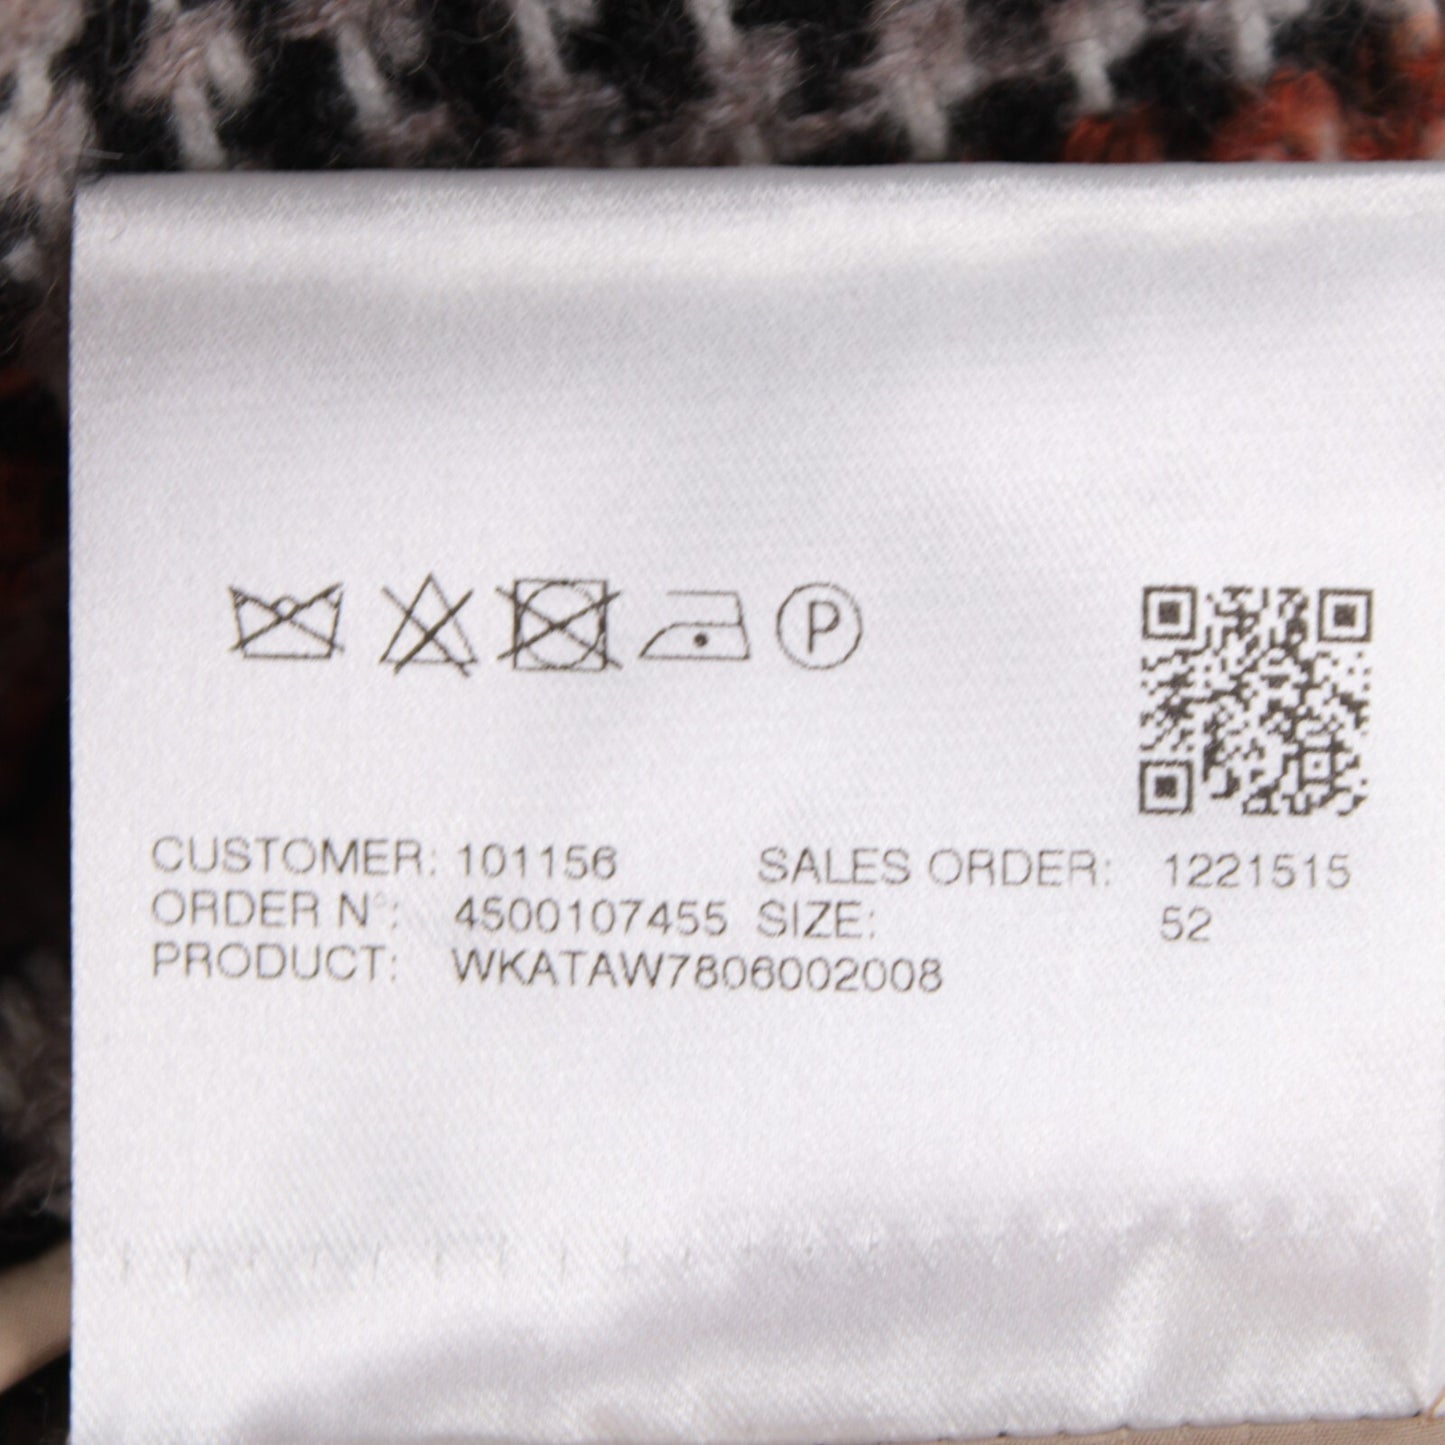 P
CUSTOMER: 101156 SALES ORDER: 1221515
ORDER N°: 4500107455 SIZE: 52
PRODUCT: WKATAW7806002008